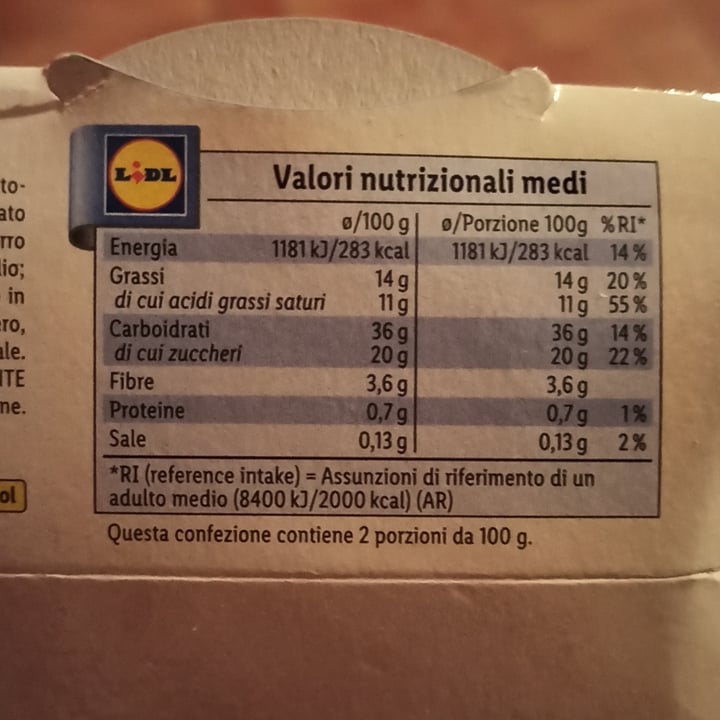 LIDL
Valori nutrizionali medi
ø/100 g ø/Porzione 100g %RI*
Energia 1181 kJ/283 kcal 1181 kJ/283 kcal 14 %
Grassi 14 g 14 g 20 %
di cui acidi grassi saturi 11 g 11 g 55 %
Carboidrati 36 g 36 g 14 %
di cui zuccheri 20 g 20 g 22 %
Fibre 3,6 g 3,6 g
Proteine 0,7 g 0,7 g 1 %
Sale 0,13 g 0,13 g 2 %
*RI (reference intake) = Assunzioni di riferimento di un
adulto medio (8400 kJ/2000 kcal) (AR)
Questa confezione contiene 2 porzioni da 100 g.